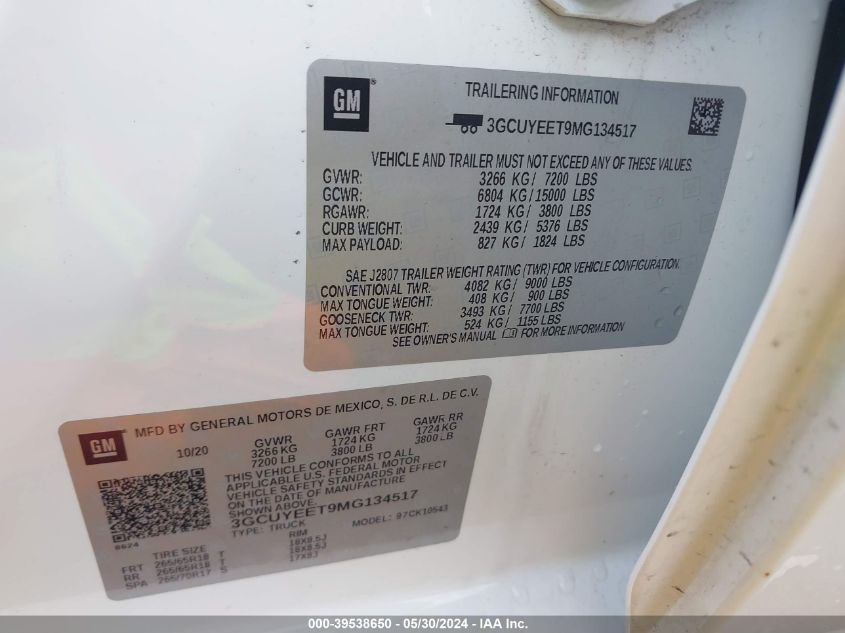 GM
TRAILERING INFORMATION
3GCUYEET9MG134517
VEHICLE AND TRAILER MUST NOT EXCEED ANY OF THESE VALUES.
GVWR: 3266 KG/ 7200 LBS
GCWR: 6804 KG/15000 LBS
RGAWR: 1724 KG/ 3800 LBS
CURB WEIGHT: 2439 KG/ 5376 LBS
MAX PAYLOAD: 827 KG/ 1824 LBS
SAE J2807 TRAILER WEIGHT RATING (TWR) FOR VEHICLE CONFIGURATION.
CONVENTIONAL TWR: 4082 KG/ 9000 LBS
MAX TONGUE WEIGHT: 408 KG/ 900 LBS
GOOSENECK TWR: 3493 KG/ 7700 LBS
MAX TONGUE WEIGHT: 524 KG/ 1155 LBS
SEE OWNER'S MANUAL FOR MORE INFORMATION
GM
MFD BY GENERAL MOTORS DE MEXICO, S. DE R.L. DE C.V.
10/20 GVWR GAWR FRT GAWR RR
3266 KG 1724 KG 1724 KG
7200 LB 3800 LB 3800 LB
THIS VEHICLE CONFORMS TO ALL
APPLICABLE U.S. FEDERAL MOTOR
VEHICLE SAFETY STANDARDS IN EFFECT
ON THE DATE OF MANUFACTURE
SHOWN ABOVE.
3GCUYEET9MG134517
TYPE: TRUCK MODEL: 97CK10543
8624
TIRE SIZE RIM
FRT 265/65R18 T 18X8.5J
RR 265/65R18 T 18X8.5J
SPA 265/70R17 S 17X8J
000-39538650 - 05/30/2024 - IAA Inc.